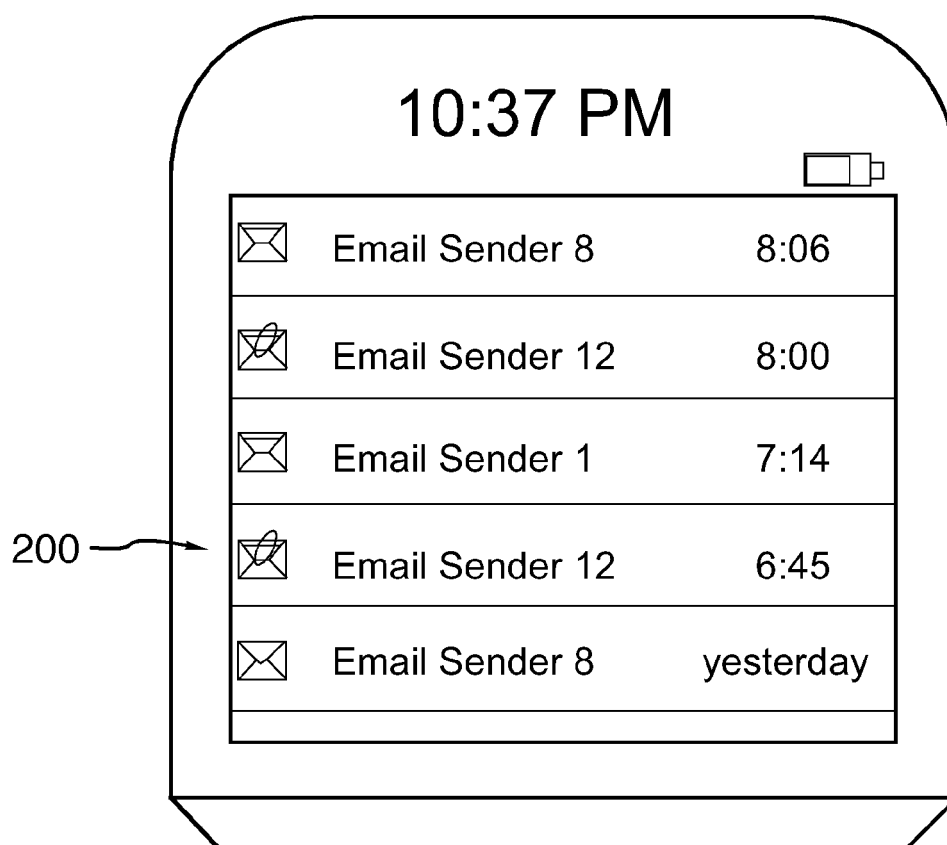 10:37 PM
Email Sender 8 8:06
Email Sender 12 8:00
Email Sender 1 7:14
200 Email Sender 12 6:45
Email Sender 8 yesterday